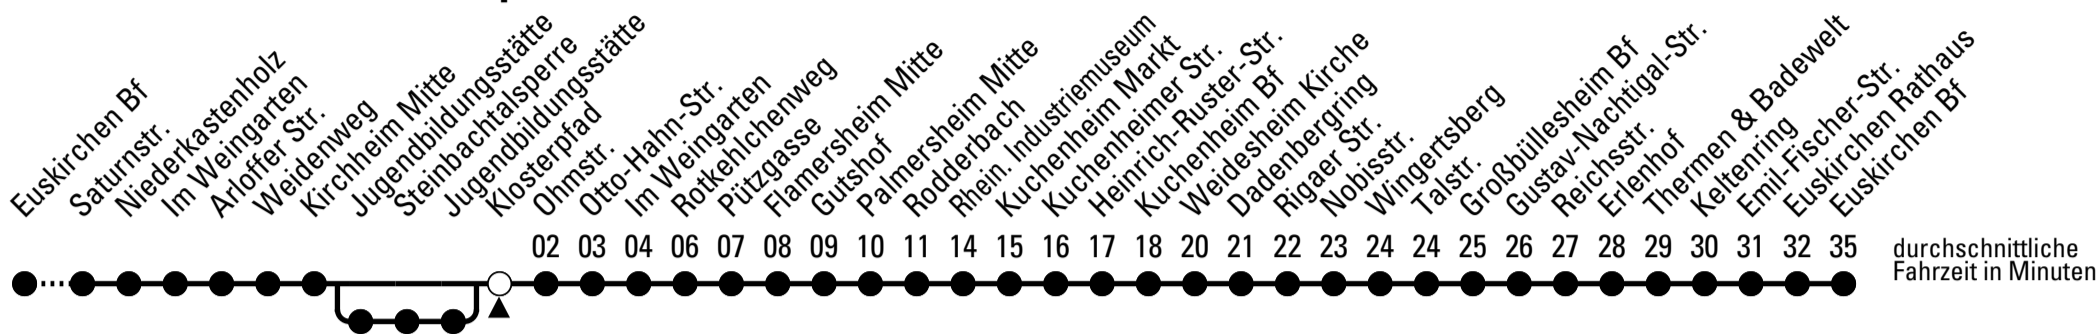 Euskirchen Bf
Saturnstr.
Niederkastenholz
Im Weingarten
Arloffer Str.
Weidenweg
Kirchheim Mitte
Jugendbildungsstätte
Steinbachtalsperre
Jugendbildungsstätte
Klosterpfad
Ohmstr.
Otto-Hahn-Str.
Im Weingarten
Rotkehlchenweg
Pützgasse
Flamersheim Mitte
Gutshof
Palmersheim Mitte
Rodderbach
Rhein. Industriemuseum
Kuchenheim Markt
Kuchenheimer Str.
Heinrich-Ruster-Str.
Kuchenheim Bf
Weidesheim Kirche
Dadenbergring
Rigaer Str.
Nobisstr.
Wingertsberg
Talstr.
Großbüllesheim Bf
Gustav-Nachtigal-Str.
Reichsstr.
Erlenhof
Thermen & Badewelt
Keltenring
Emil-Fischer-Str.
Euskirchen Rathaus
Euskirchen Bf
02 03 04 06 07 08 09 10 11 14 15 16 17 18 20 21 22 23 24 24 25 26 27 28 29 30 31 32 35
durchschnittliche
Fahrzeit in Minuten